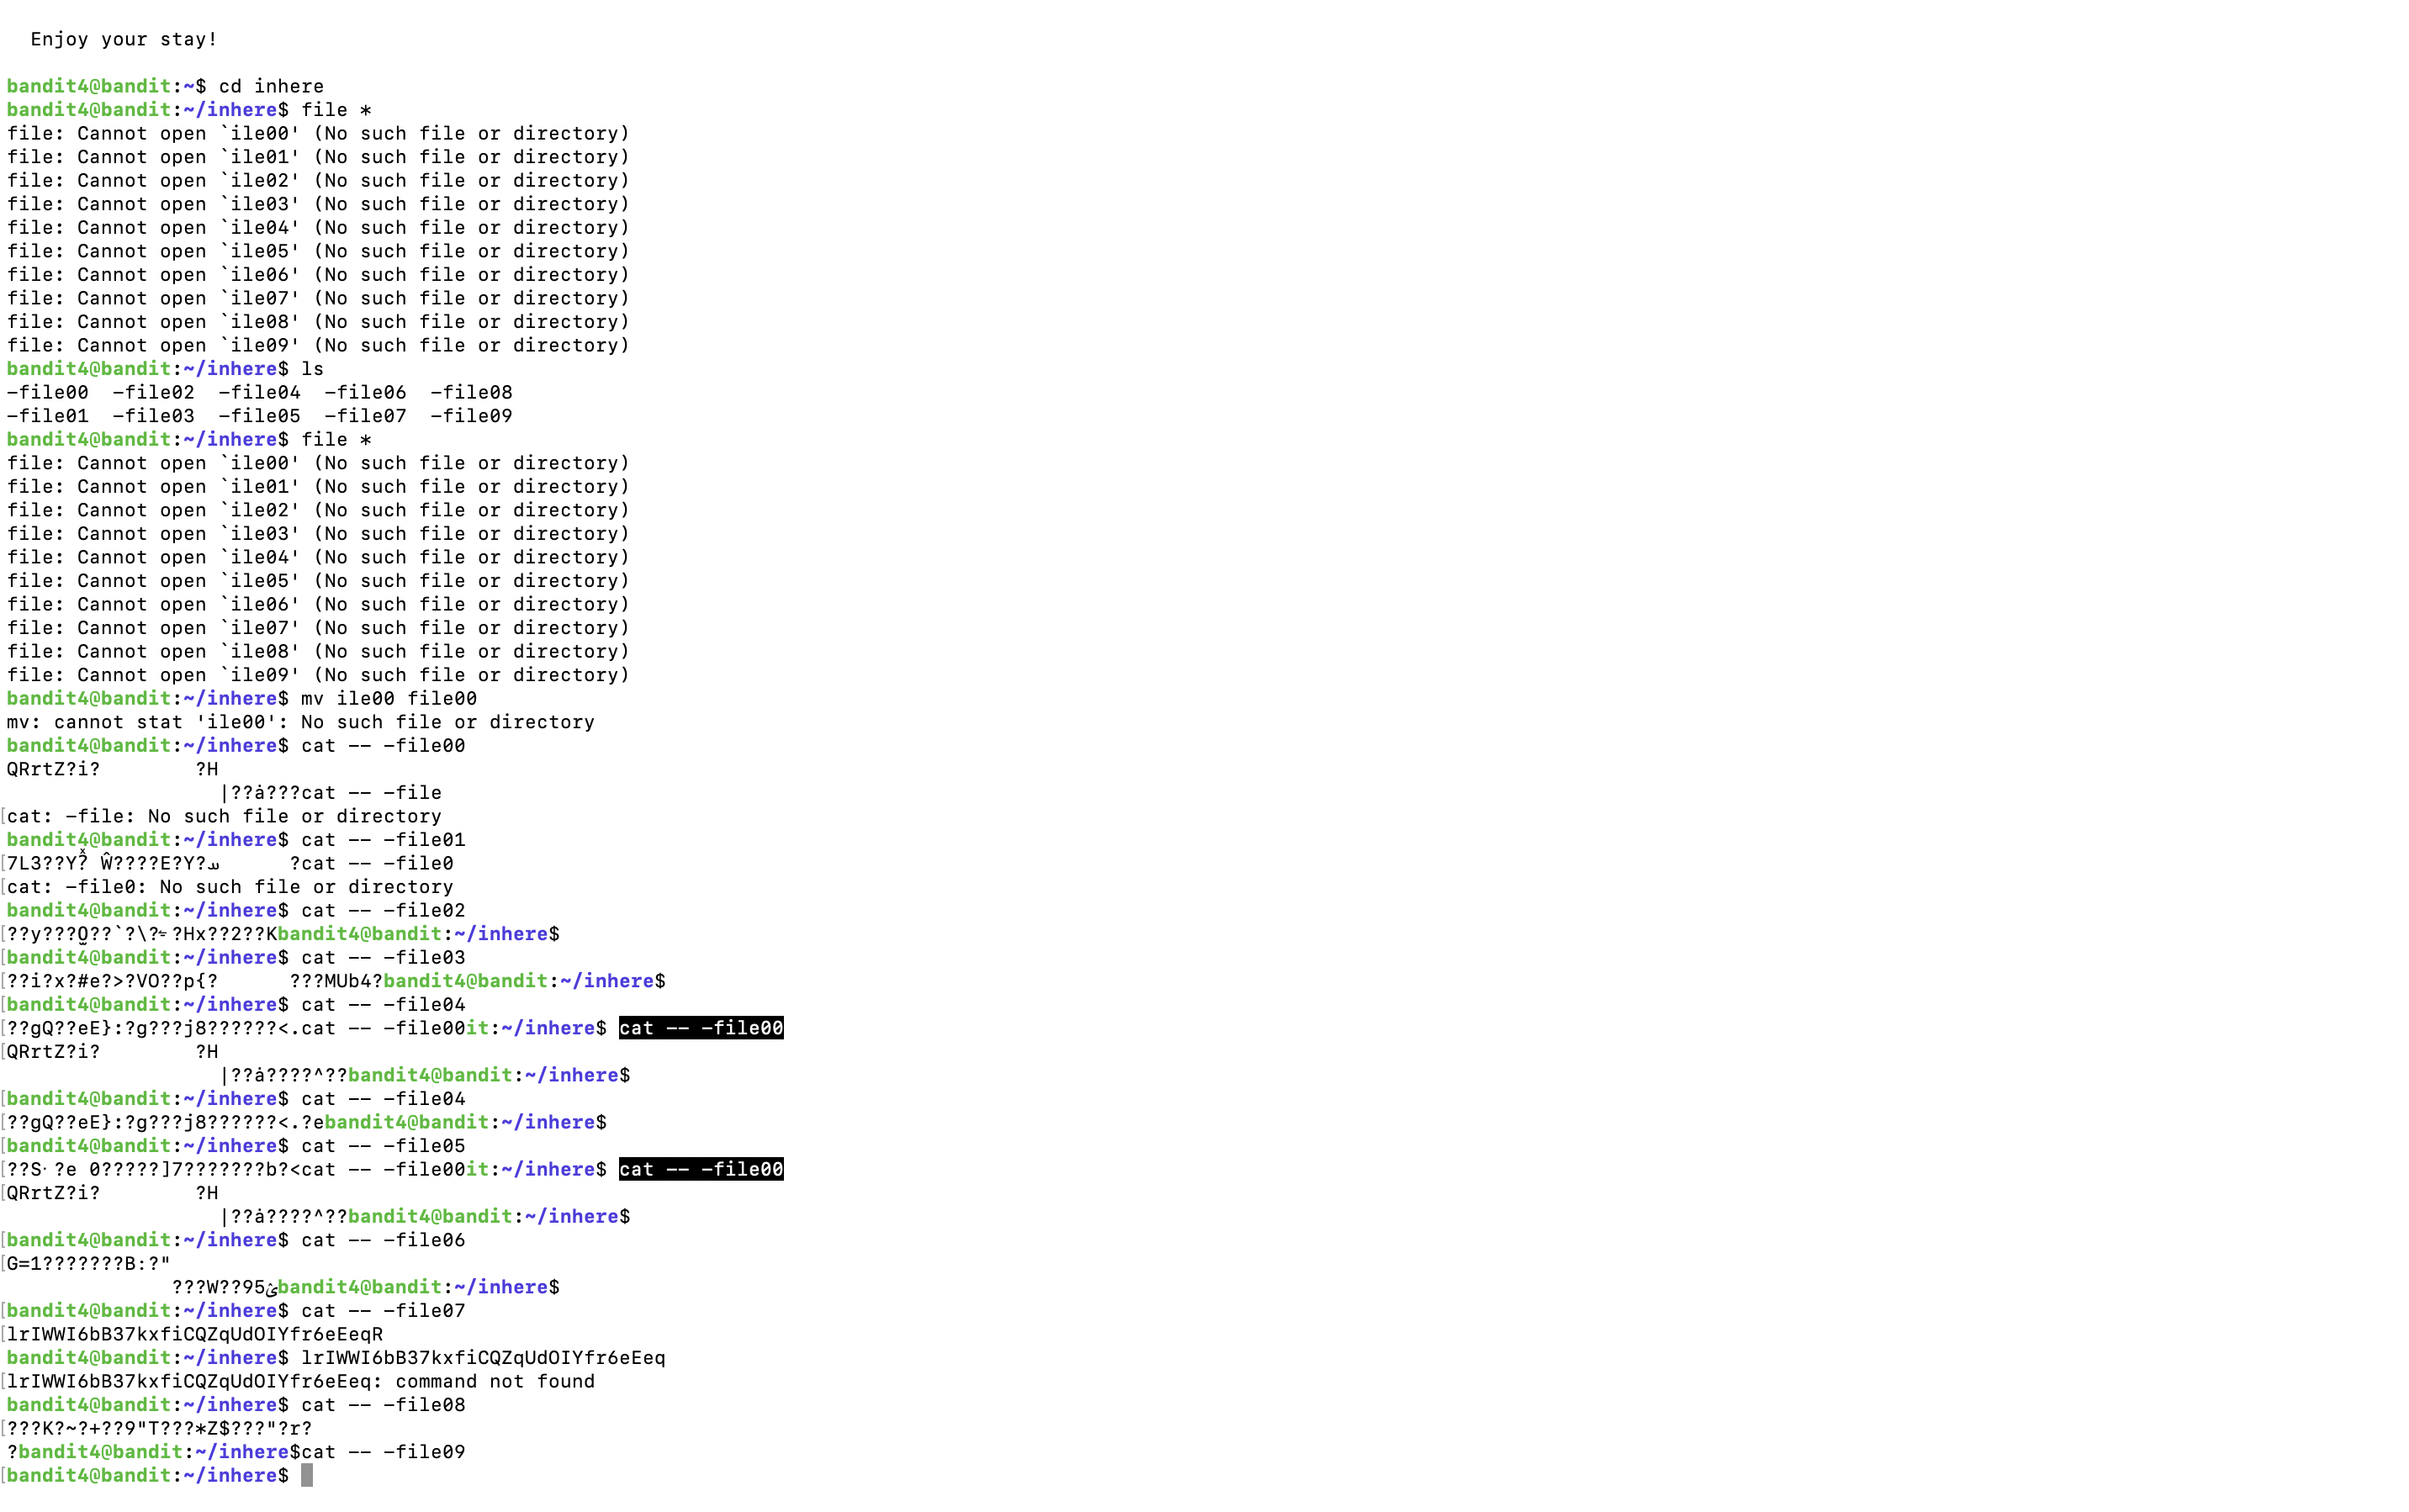 Enjoy your stay!
bandit4@bandit:~$ cd inhere
bandit4@bandit:~/inhere$ file *
file: Cannot open `ile00' (No such file or directory)
file: Cannot open `ile01' (No such file or directory)
file: Cannot open `ile02' (No such file or directory)
file: Cannot open `ile03' (No such file or directory)
file: Cannot open `ile04' (No such file or directory)
file: Cannot open `ile05' (No such file or directory)
file: Cannot open `ile06' (No such file or directory)
file: Cannot open `ile07' (No such file or directory)
file: Cannot open `ile08' (No such file or directory)
file: Cannot open `ile09' (No such file or directory)
bandit4@bandit:~/inhere$ ls
-file00  -file02  -file04  -file06  -file08
-file01  -file03  -file05  -file07  -file09
bandit4@bandit:~/inhere$ file *
file: Cannot open `ile00' (No such file or directory)
file: Cannot open `ile01' (No such file or directory)
file: Cannot open `ile02' (No such file or directory)
file: Cannot open `ile03' (No such file or directory)
file: Cannot open `ile04' (No such file or directory)
file: Cannot open `ile05' (No such file or directory)
file: Cannot open `ile06' (No such file or directory)
file: Cannot open `ile07' (No such file or directory)
file: Cannot open `ile08' (No such file or directory)
file: Cannot open `ile09' (No such file or directory)
bandit4@bandit:~/inhere$ mv ile00 file00
mv: cannot stat 'ile00': No such file or directory
bandit4@bandit:~/inhere$ cat -- -file00
QRrtZ?i?        ?H
|??ȧ???cat -- -file
[cat: -file: No such file or directory
bandit4@bandit:~/inhere$ cat -- -file01
[7L3??Y?̌ Ŵ????E?Y?      ?cat -- -file0
[cat: -file0: No such file or directory
bandit4@bandit:~/inhere$ cat -- -file02
[??y???O??`?\? ?Hx??2??Kbandit4@bandit:~/inhere$
[bandit4@bandit:~/inhere$ cat -- -file03
[??i?x?#e?>?VO??p{?      ???MUb4?bandit4@bandit:~/inhere$
[bandit4@bandit:~/inhere$ cat -- -file04
[??gQ??eE}:?g???j8??????<.cat -- -file00it:~/inhere$ cat -- -file00
[QRrtZ?i?        ?H
|??ȧ????^??bandit4@bandit:~/inhere$
[bandit4@bandit:~/inhere$ cat -- -file04
[??gQ??eE}:?g???j8??????<.?ebandit4@bandit:~/inhere$
[bandit4@bandit:~/inhere$ cat -- -file05
[??S· ?e 0?????]7???????b?<cat -- -file00it:~/inhere$ cat -- -file00
[QRrtZ?i?        ?H
|??ȧ????^??bandit4@bandit:~/inhere$
[bandit4@bandit:~/inhere$ cat -- -file06
[G=1???????B:?"
???W??95ئbandit4@bandit:~/inhere$
[bandit4@bandit:~/inhere$ cat -- -file07
[lrIWWI6bB37kxfiCQZqUdOIYfr6eEeqR
bandit4@bandit:~/inhere$ lrIWWI6bB37kxfiCQZqUdOIYfr6eEeq
[lrIWWI6bB37kxfiCQZqUdOIYfr6eEeq: command not found
bandit4@bandit:~/inhere$ cat -- -file08
[???K?~?+??9"T???*Z$???"?r?
?bandit4@bandit:~/inhere$cat -- -file09
[bandit4@bandit:~/inhere$